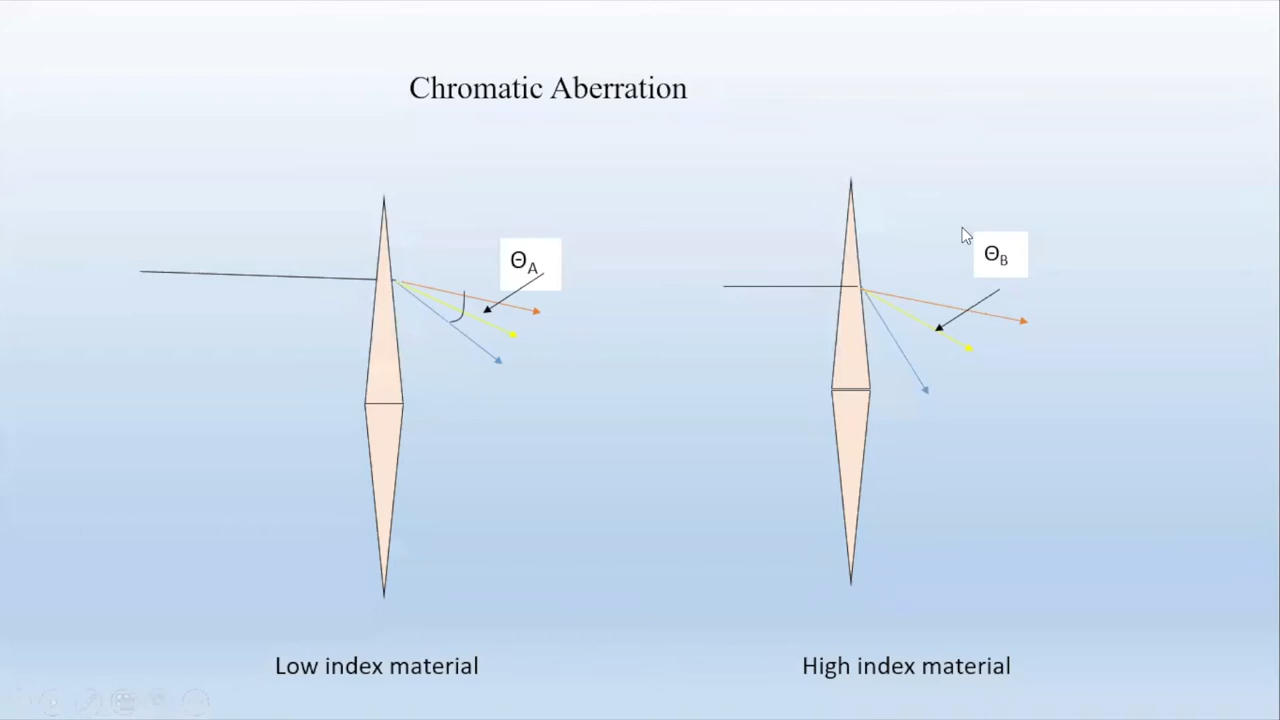 Chromatic Aberration
ΘA
ΘB
Low index material
High index material